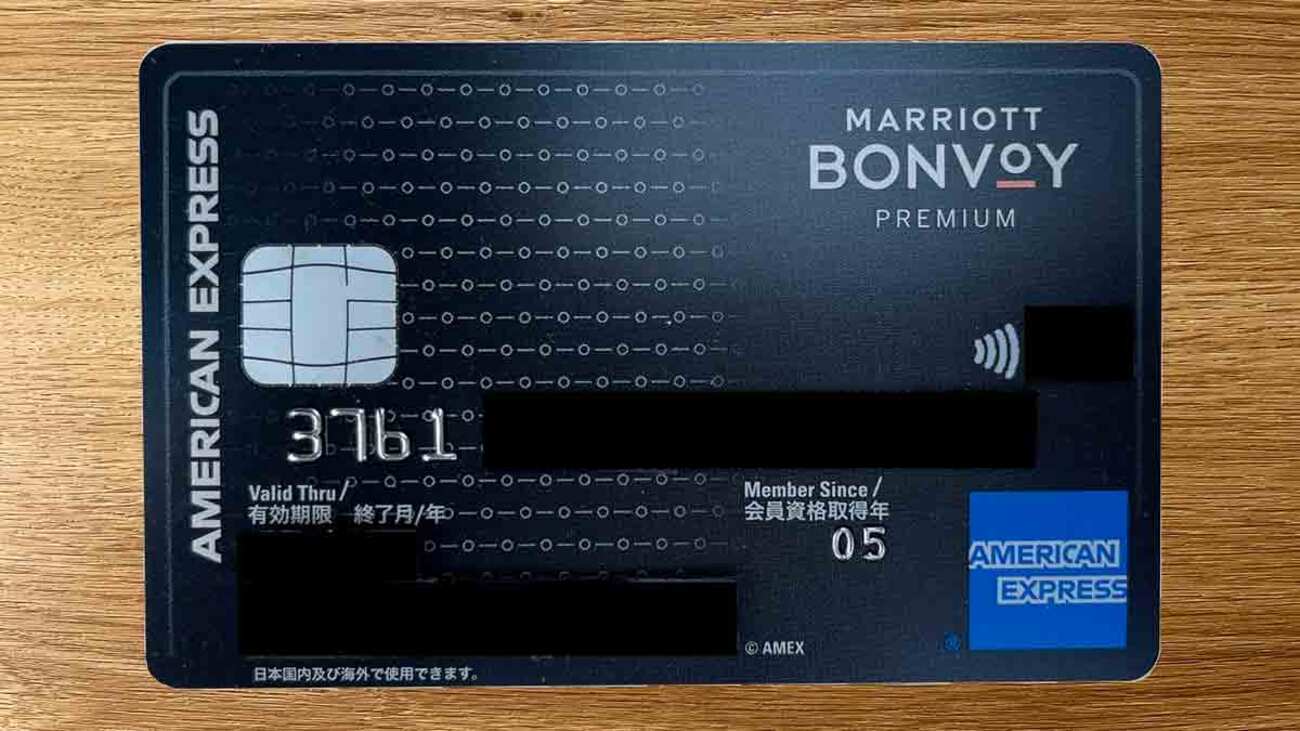 AMERICAN EXPRESS
MARRIOTT
BONVOY
PREMIUM
3761
Valid Thru/
有効期限 終了月/年
Member Since /
会員資格取得年
05
AMERICAN
EXPRESS
© AMEX
®
日本国内及び海外で使用できます。